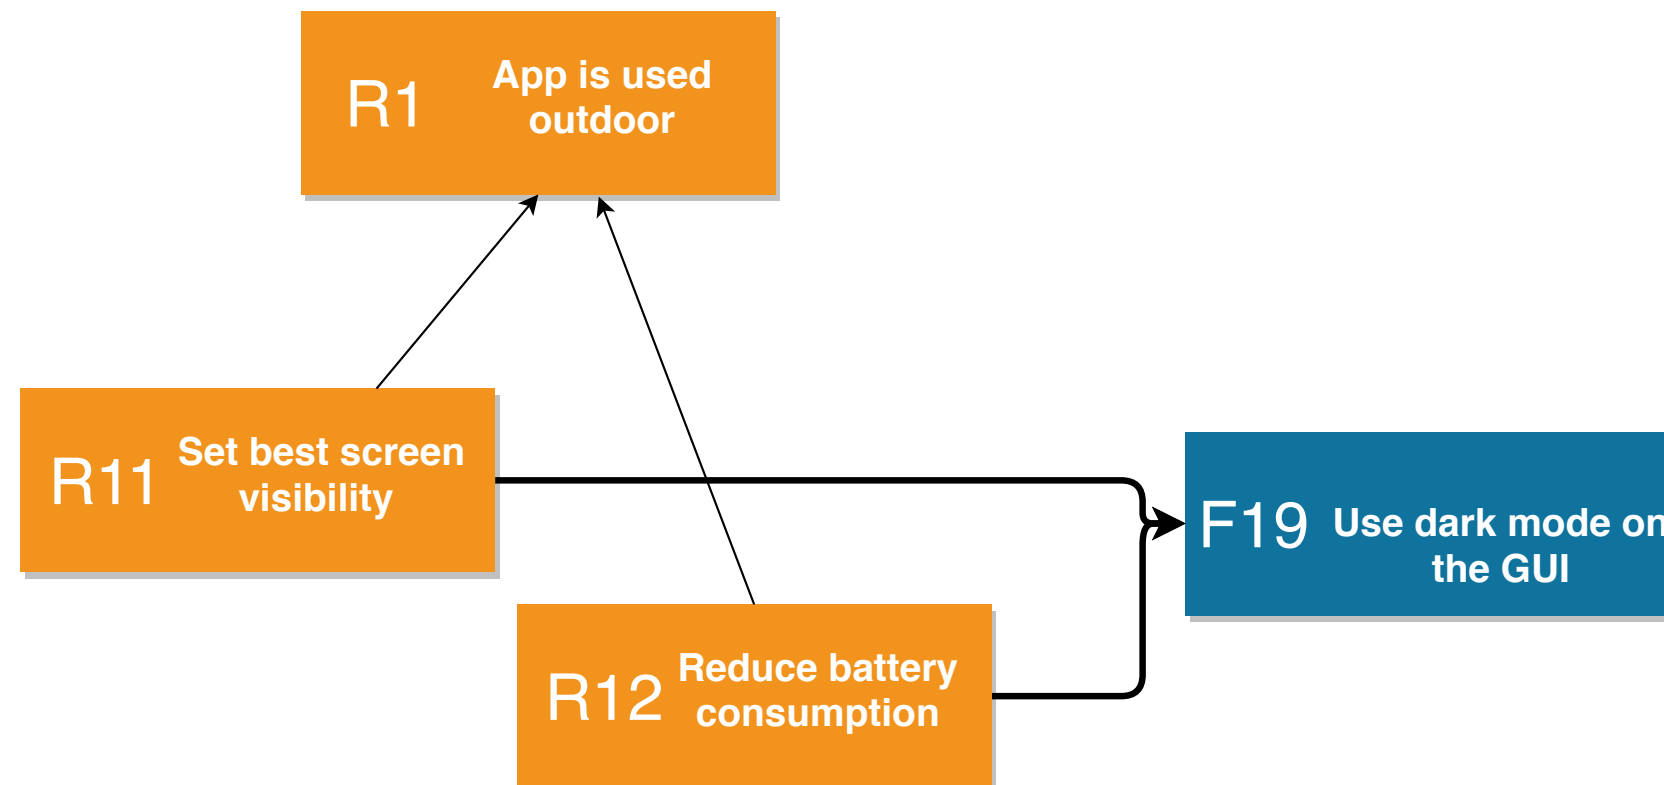 R1
App is used
outdoor
R11
Set best screen
visibility
F19
Use dark mode on
the GUI
R12
Reduce battery
consumption